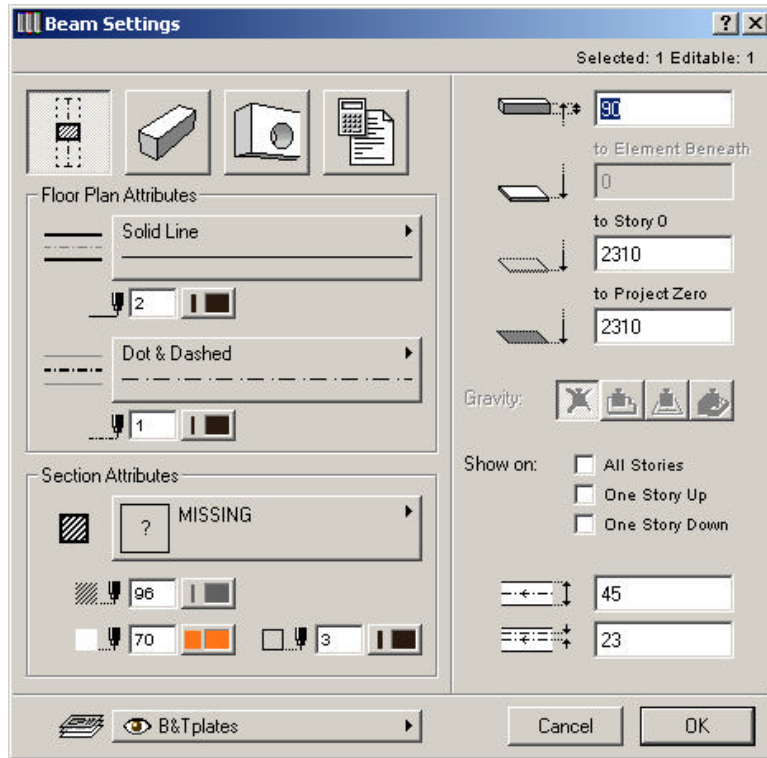 Beam Settings
Selected: 1 Editable: 1
90
to Element Beneath
0
to Story 0
2310
to Project Zero
2310
Floor Plan Attributes
Solid Line
2
Dot & Dashed
1
Gravity:
Show on:
All Stories
One Story Up
One Story Down
Section Attributes
? MISSING
96
70
3
45
23
B&Tplates
Cancel
OK